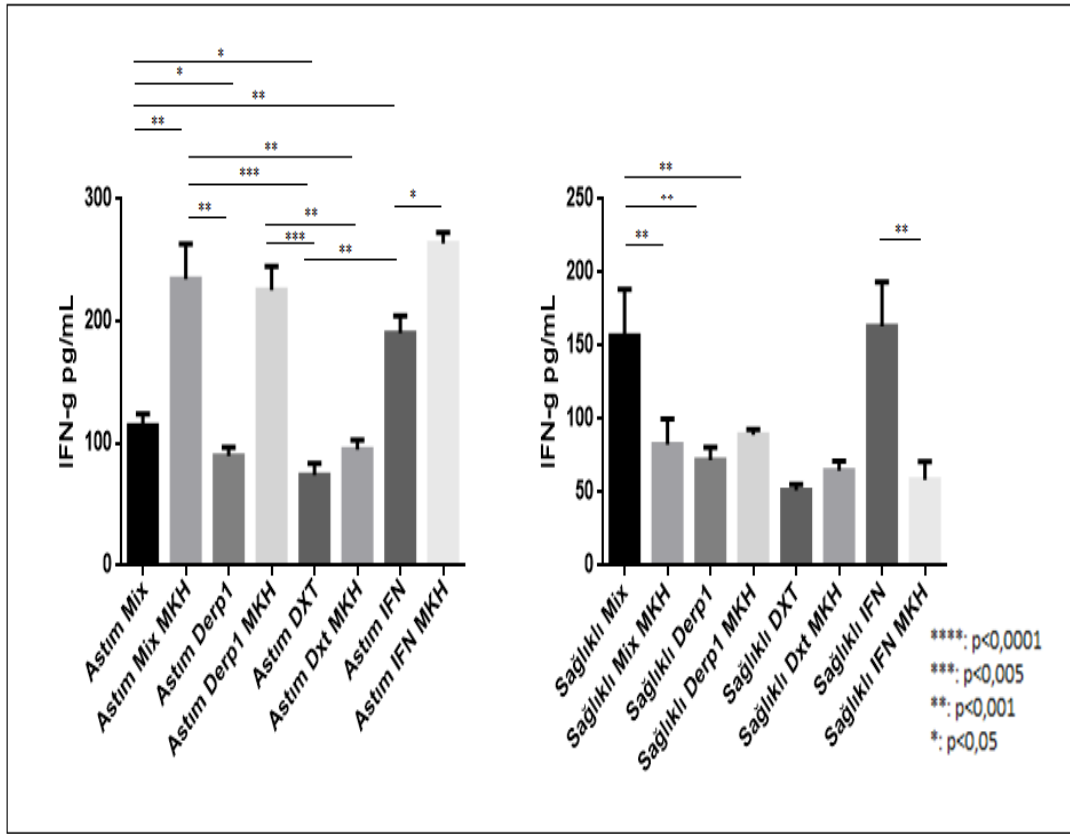 *
*
**
**
**
***
**
**
***
**
*
IFN-g pg/mL
300
200
100
0
Astım Mix
Astım Mix MKH
Astım Derp1
Astım Derp1 MKH
Astım DXT
Astım Dxt MKH
Astım IFN
Astım IFN MKH
**
**
**
**
IFN-g pg/mL
250
200
150
100
50
0
Sağlıklı Mix
Sağlıklı Mix MKH
Sağlıklı Derp1
Sağlıklı Derp1 MKH
Sağlıklı DXT
Sağlıklı Dxt MKH
Sağlıklı IFN
Sağlıklı IFN MKH
****: p<0,0001
***: p<0,005
**: p<0,001
*: p<0,05